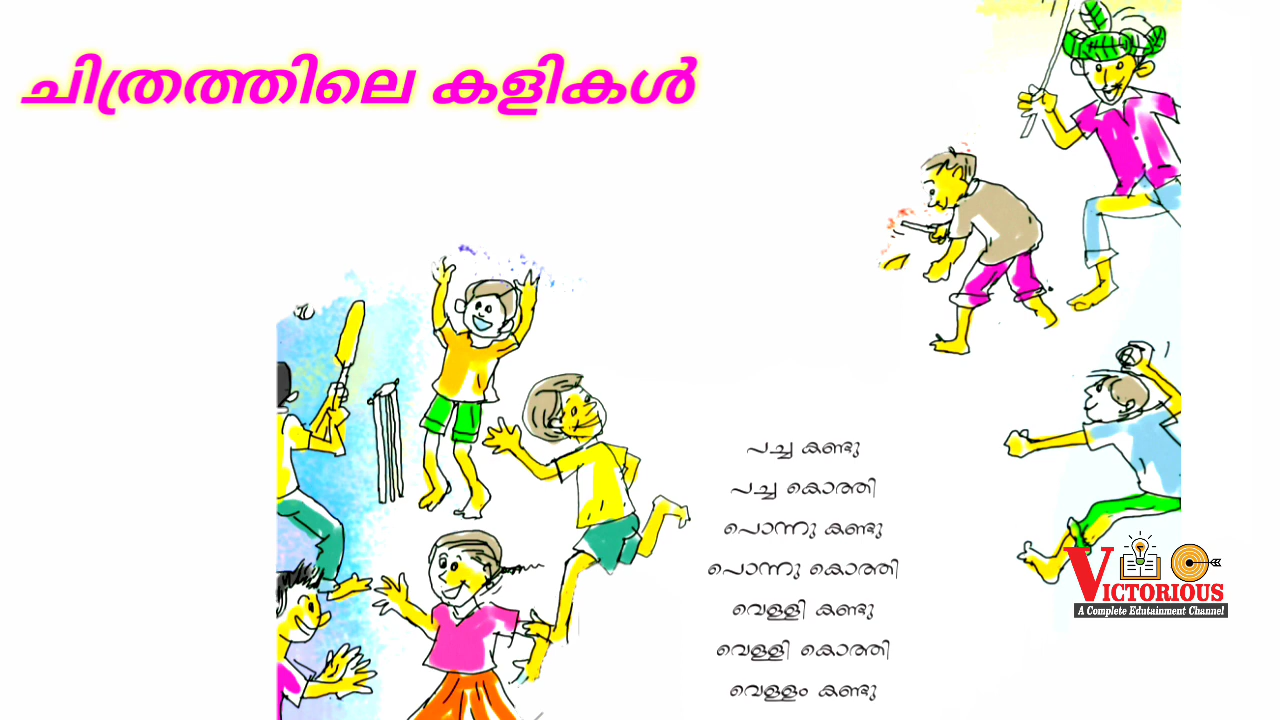 ചിത്രത്തിലെ കളികൾ
പച്ച കണ്ടു
പച്ച കൊത്തി
പൊന്നു കണ്ടു
പൊന്നു കൊത്തി
വെള്ളി കണ്ടു
വെള്ളി കൊത്തി
വെള്ളം കണ്ടു
VICTORIOUS
A Complete Edutainment Channel